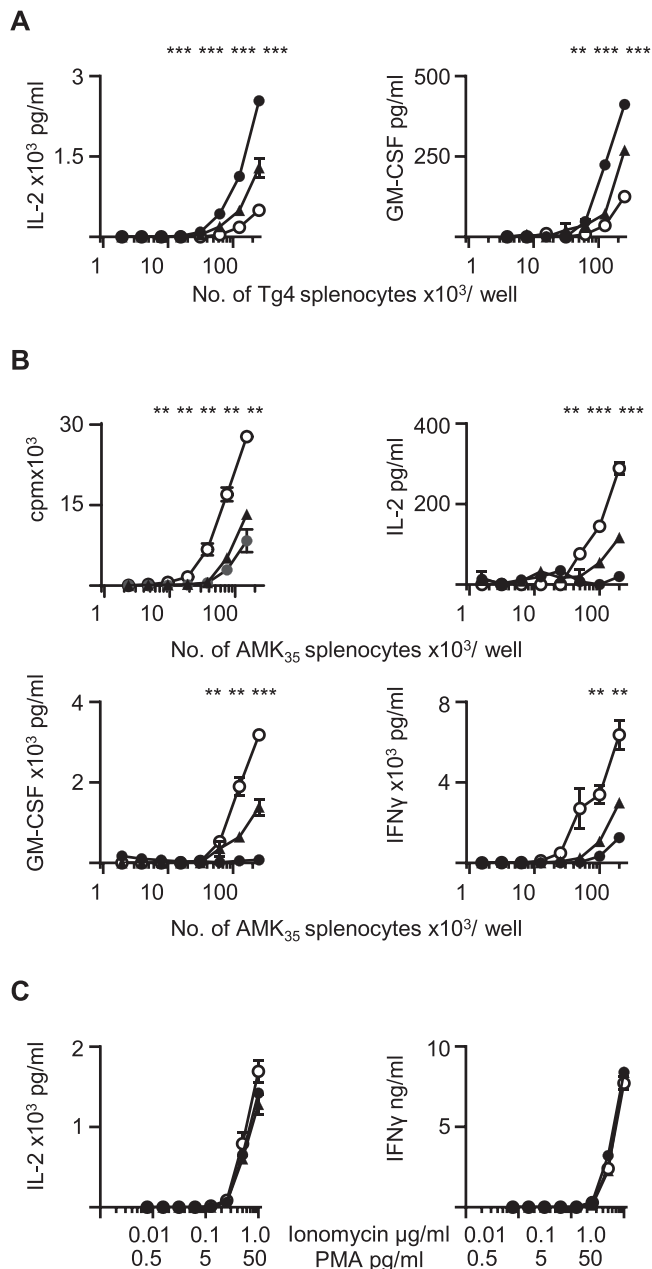 A
*** *** *** ***
** *** ***
IL-2 x10³ pg/ml
3
1.5
1 10 100
GM-CSF pg/ml
500
250
1 10 100
No. of Tg4 splenocytes x10³/ well
B
** ** ** ** **
** *** ***
cpmx10³
30
15
1 10 100
IL-2 pg/ml
400
200
1 10 100
No. of AMK₃₅ splenocytes x10³/ well
** ** ***
** **
GM-CSF x10³ pg/ml
4
2
1 10 100
IFNγ x10³ pg/ml
8
4
1 10 100
No. of AMK₃₅ splenocytes x10³/ well
C
IL-2 x10³ pg/ml
2
1
IFNγ ng/ml
10
5
0.01 0.1 1.0 Ionomycin µg/ml 0.01 0.1 1.0
0.5 5 50 PMA pg/ml 0.5 5 50